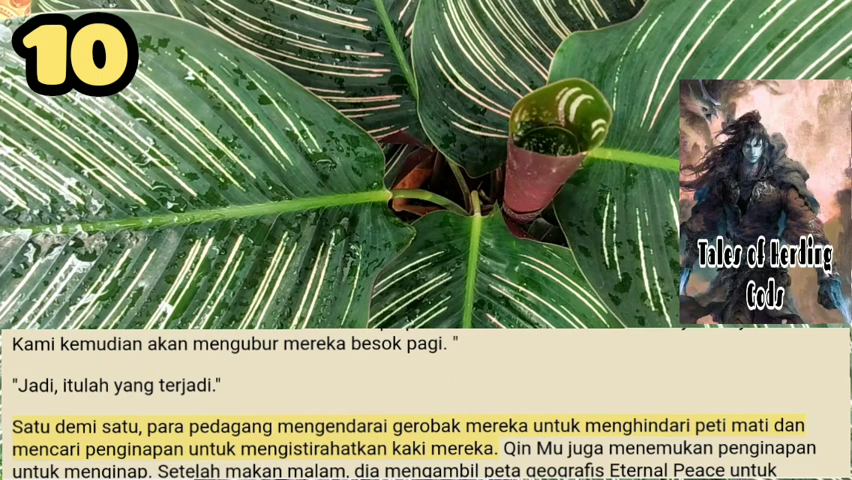 10
Tales of Herding
Gods
Kami kemudian akan mengubur mereka besok pagi. "
"Jadi, itulah yang terjadi."
Satu demi satu, para pedagang mengendarai gerobak mereka untuk menghindari peti mati dan
mencari penginapan untuk mengistirahatkan kaki mereka. Qin Mu juga menemukan penginapan
untuk menginap. Setelah makan malam, dia mengambil peta geografis Eternal Peace untuk